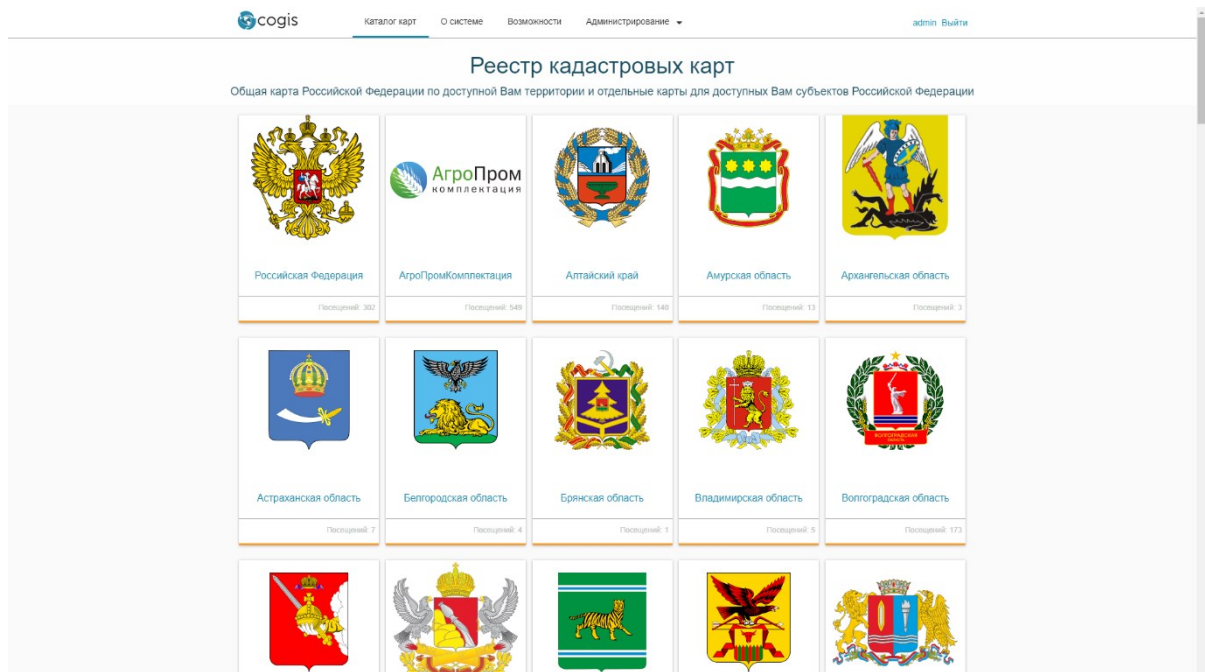 cogis
Каталог карт
О системе
Возможности
Администрирование
admin Выйти
Реестр кадастровых карт
Общая карта Российской Федерации по доступной Вам территории и отдельные карты для доступных Вам субъектов Российской Федерации
АгроПром
комплектация
Российская Федерация
АгроПромКомплектация
Алтайский край
Амурская область
Архангельская область
Посещений: 302
Посещений: 549
Посещений: 149
Посещений: 13
Посещений: 3
ВОЛГОГРАДСКАЯ
ОБЛАСТЬ
Астраханская область
Белгородская область
Брянская область
Владимирская область
Волгоградская область
Посещений: 7
Посещений: 4
Посещений: 1
Посещений: 5
Посещений: 173